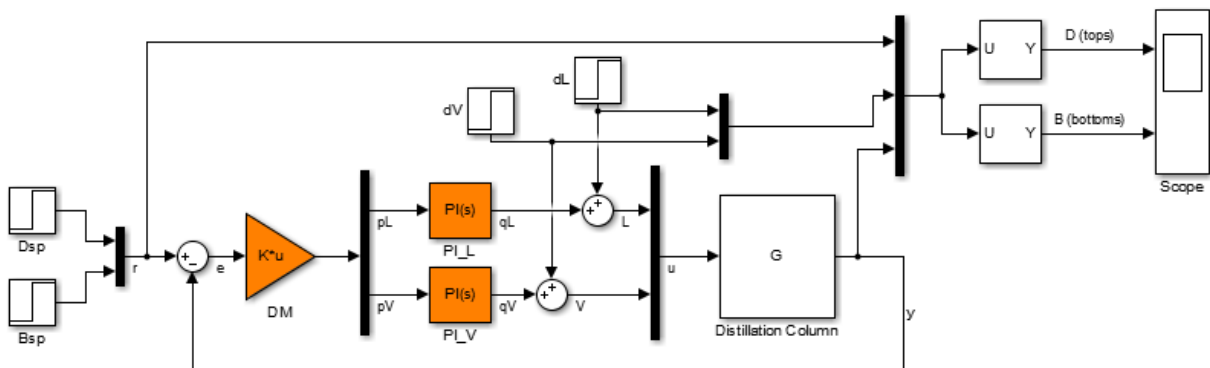 D (tops)
U Y
dL
dV
B (bottoms)
U Y
Scope
PI(s)
pL
qL
L
PI_L
Dsp
r
e
K*u
DM
G
u
PI(s)
pV
qV
V
PI_V
Bsp
Distillation Column
y